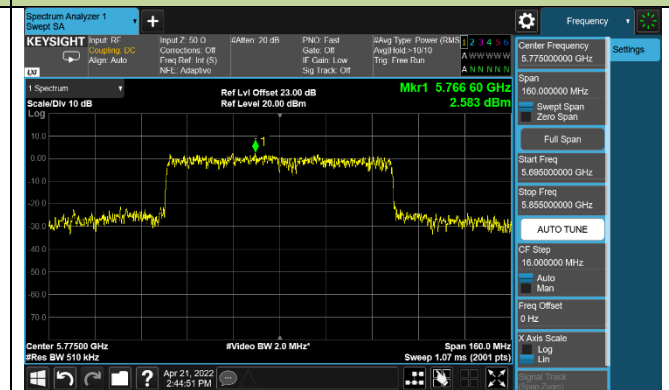 Spectrum Analyzer 1
Swept SA
+
Frequency
KEYSIGHT
Input: RF
Coupling: DC
Align: Auto
Input Z: 50 Ω
Corrections: Off
Freq Ref: Int (S)
NFE: Adaptive
#Atten: 20 dB
PNO: Fast
Gate: Off
IF Gain: Low
Sig Track: Off
#Avg Type: Power (RMS
Avg|Hold:>10/10
Trig: Free Run
1 2 3 4 5 6
A W W W W W
A N N N N N
LXI
1 Spectrum
Scale/Div 10 dB
Log
Ref Lvl Offset 23.00 dB
Ref Level 20.00 dBm
Mkr1 5.766 60 GHz
2.583 dBm
10.0
0.00
-10.0
-20.0
-30.0
-40.0
-50.0
-60.0
-70.0
1
Center 5.77500 GHz
#Res BW 510 kHz
#Video BW 2.0 MHz*
Span 160.0 MHz
Sweep 1.07 ms (2001 pts)
Apr 21, 2022
2:44:51 PM
Center Frequency
5.775000000 GHz
Settings
Span
160.000000 MHz
Swept Span
Zero Span
Full Span
Start Freq
5.695000000 GHz
Stop Freq
5.855000000 GHz
AUTO TUNE
CF Step
16.000000 MHz
Auto
Man
Freq Offset
0 Hz
X Axis Scale
Log
Lin
Signal Track
(Span Zoom)